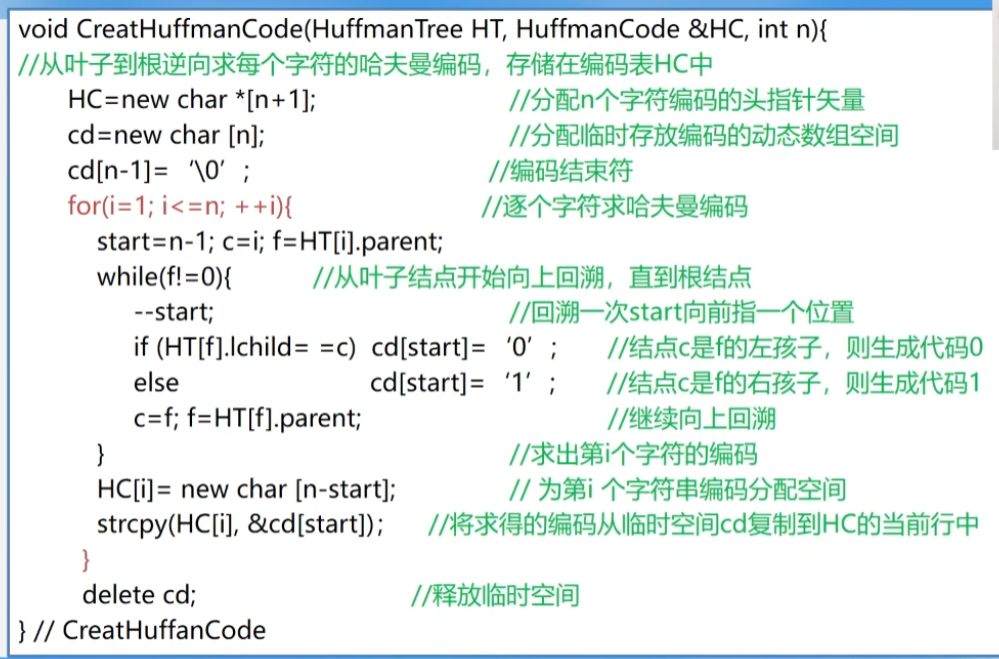 void CreatHuffmanCode(HuffmanTree HT, HuffmanCode &HC, int n){
//从叶子到根逆向求每个字符的哈夫曼编码，存储在编码表HC中
HC=new char *[n+1]; //分配n个字符编码的头指针矢量
cd=new char [n]; //分配临时存放编码的动态数组空间
cd[n-1]= ‘\0’ ; //编码结束符
for(i=1; i<=n; ++i){ //逐个字符求哈夫曼编码
start=n-1; c=i; f=HT[i].parent;
while(f!=0){ //从叶子结点开始向上回溯，直到根结点
--start; //回溯一次start向前指一个位置
if (HT[f].lchild= =c) cd[start]= ‘0’ ; //结点c是f的左孩子，则生成代码0
else cd[start]= ‘1’ ; //结点c是f的右孩子，则生成代码1
c=f; f=HT[f].parent; //继续向上回溯
} //求出第i个字符的编码
HC[i]= new char [n-start]; // 为第i 个字符串编码分配空间
strcpy(HC[i], &cd[start]); //将求得的编码从临时空间cd复制到HC的当前行中
}
delete cd; //释放临时空间
} // CreatHuffanCode